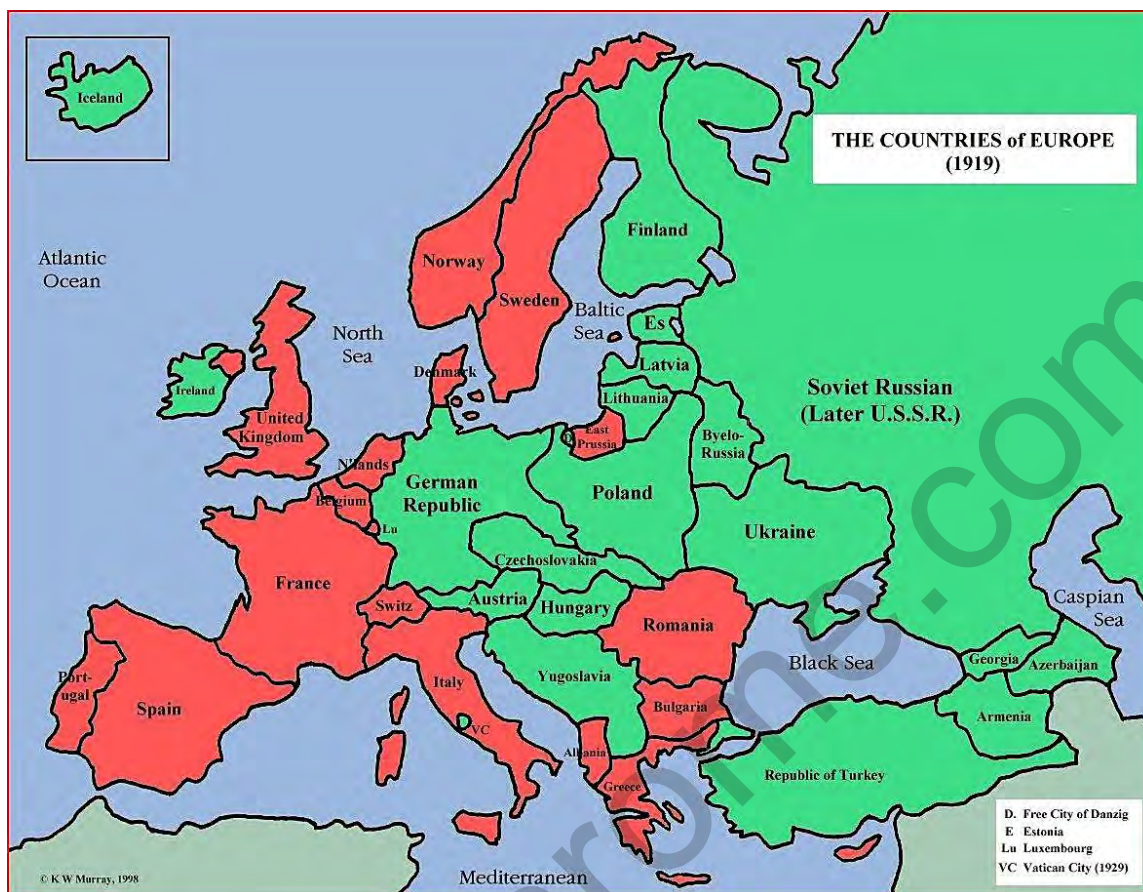 Iceland
THE COUNTRIES of EUROPE
(1919)
Atlantic
Ocean
North
Sea
Norway
Sweden
Finland
Baltic
Sea
Es
Latvia
Lithuania
Denmark
Ireland
United
Kingdom
N'lands
Belgium
Lu
German
Republic
D
East
Prussia
Poland
Byelo-
Russia
Soviet Russian
(Later U.S.S.R.)
Ukraine
Czechoslovakia
France
Switz
Austria
Hungary
Romania
Caspian
Sea
Black Sea
Georgia
Azerbaijan
Armenia
Port-
ugal
Spain
Italy
VC
Yugoslavia
Bulgaria
Albania
Greece
Republic of Turkey
Mediterranean
D. Free City of Danzig
E Estonia
Lu Luxembourg
VC Vatican City (1929)
© K W Murray, 1998
rome.com